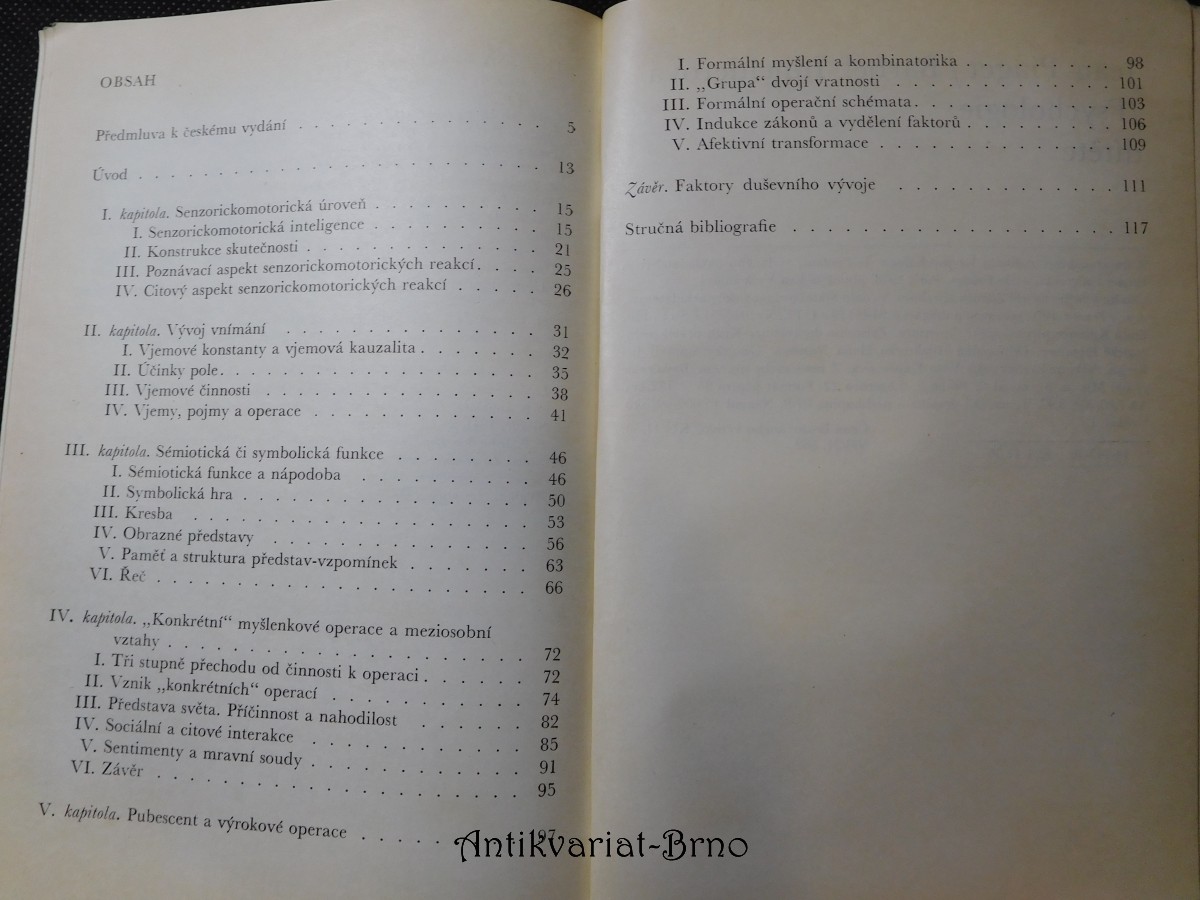 OBSAH
Předmluva k českému vydání . . . . . . . . . . . . . 5
Úvod . . . . . . . . . . . . . . . . . . . . 13
I. kapitola. Senzorickomotorická úroveň . . . . . . . . . 15
I. Senzorickomotorická inteligence . . . . . . . . . 15
II. Konstrukce skutečnosti . . . . . . . . . . . . 21
III. Poznávací aspekt senzorickomotorických reakcí. . . . 25
IV. Citový aspekt senzorickomotorických reakcí . . . . . 26
II. kapitola. Vývoj vnímání . . . . . . . . . . . . . 31
I. Vjemové konstanty a vjemová kauzalita . . . . . . . 32
II. Účinky pole. . . . . . . . . . . . . . . . . 35
III. Vjemové činnosti . . . . . . . . . . . . . . 38
IV. Vjemy, pojmy a operace . . . . . . . . . . . . 41
III. kapitola. Sémiotická či symbolická funkce . . . . . . . 46
I. Sémiotická funkce a nápodoba . . . . . . . . . 46
II. Symbolická hra . . . . . . . . . . . . . . . 50
III. Kresba . . . . . . . . . . . . . . . . . . 53
IV. Obrazné představy . . . . . . . . . . . . . . 56
V. Paměť a struktura představ-vzpomínek . . . . . . . 63
VI. Řeč . . . . . . . . . . . . . . . . . . . 66
IV. kapitola. „Konkrétní“ myšlenkové operace a meziosobní
vztahy . . . . . . . . . . . . . . . . . . 72
I. Tři stupně přechodu od činnosti k operaci . . . . . . 72
II. Vznik „konkrétních“ operací . . . . . . . . . . 74
III. Představa světa. Příčinnost a nahodilost . . . . . . 82
IV. Sociální a citové interakce . . . . . . . . . . . 85
V. Sentimenty a mravní soudy . . . . . . . . . . . 91
VI. Závěr . . . . . . . . . . . . . . . . . . 95
V. kapitola. Pubescent a výrokové operace . . . . . 97
I. Formální myšlení a kombinatorika . . . . . . . . . 98
II. „Grupa“ dvojí vratnosti . . . . . . . . . . . . 101
III. Formální operační schémata. . . . . . . . . . . 103
IV. Indukce zákonů a vydělení faktorů . . . . . . . . . 106
V. Afektivní transformace . . . . . . . . . . . . . 109
Závěr. Faktory duševního vývoje . . . . . . . . . . . . . 111
Stručná bibliografie . . . . . . . . . . . . . . . . . . . 117
Antikvariat-Brno